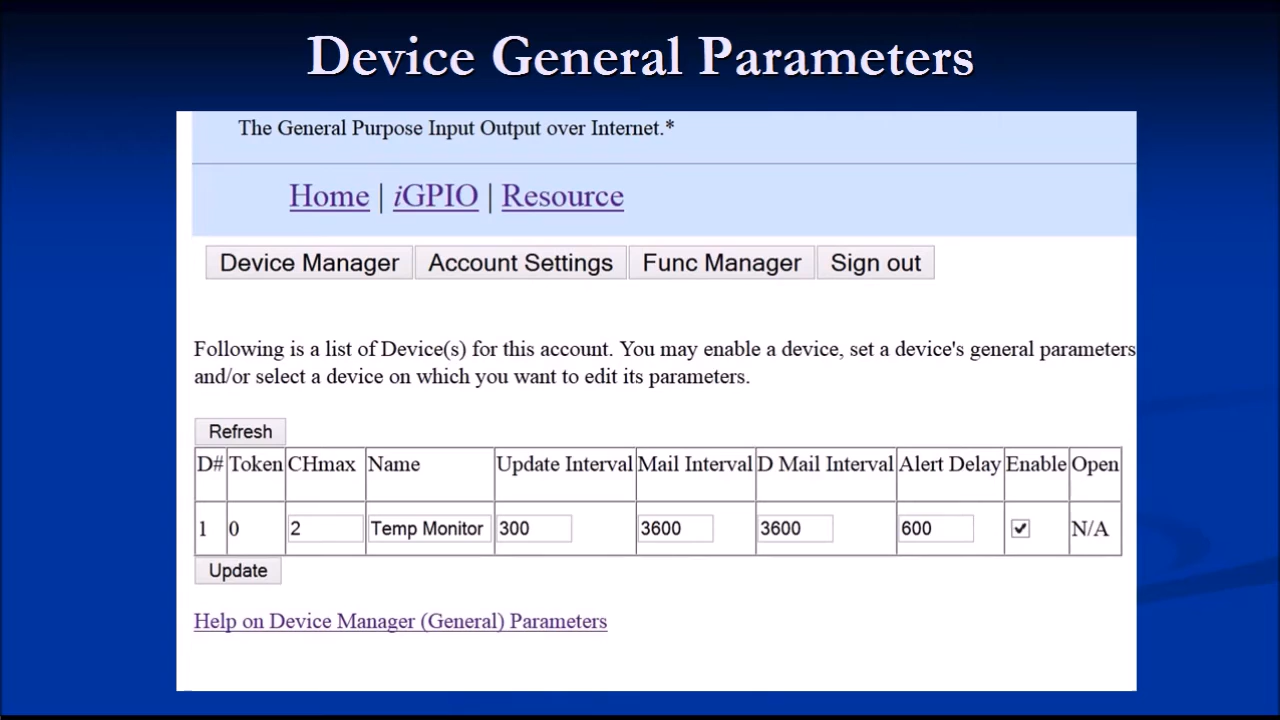 Device General Parameters
The General Purpose Input Output over Internet.*
Home | iGPIO | Resource
Device Manager Account Settings Func Manager Sign out
Following is a list of Device(s) for this account. You may enable a device, set a device's general parameters
and/or select a device on which you want to edit its parameters.
Refresh
D# Token CHmax Name Update Interval Mail Interval D Mail Interval Alert Delay Enable Open
1 0 2 Temp Monitor 300 3600 3600 600 N/A
Update
Help on Device Manager (General) Parameters